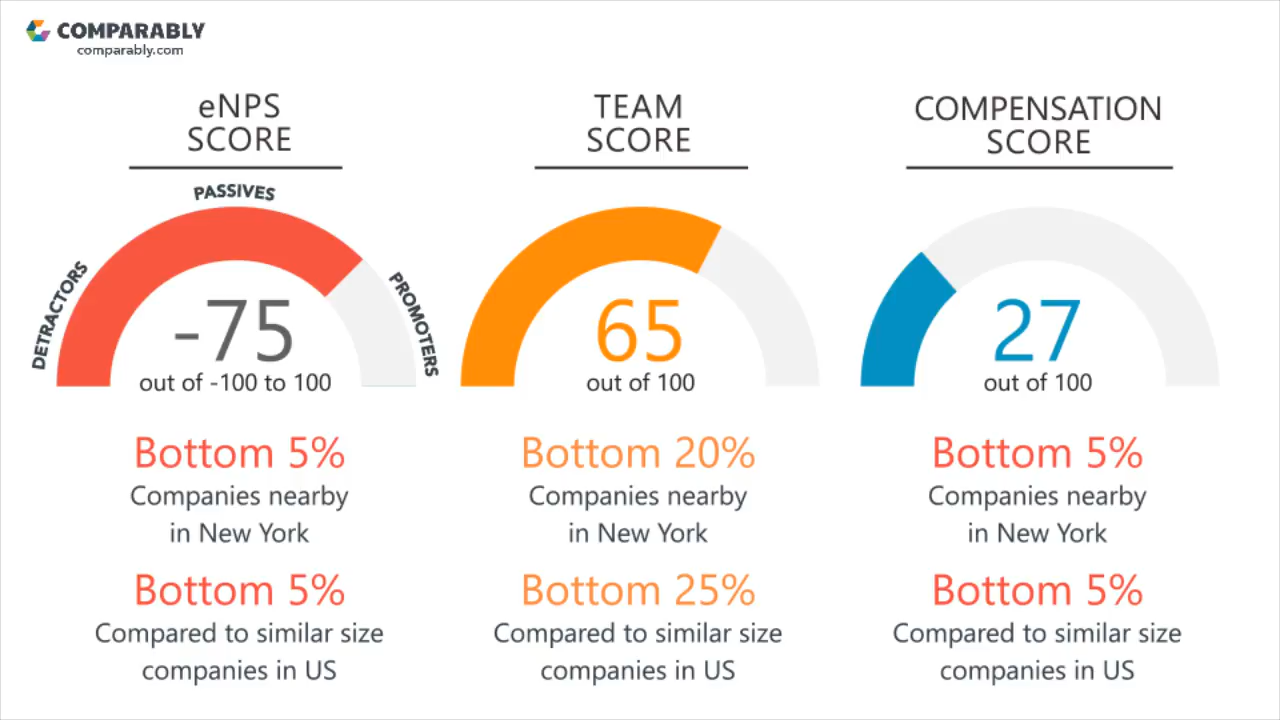 COMPARABLY
comparably.com
eNPS
SCORE
PASSIVES
DETRACTORS
PROMOTERS
-75
out of -100 to 100
Bottom 5%
Companies nearby
in New York
Bottom 5%
Compared to similar size
companies in US
TEAM
SCORE
65
out of 100
Bottom 20%
Companies nearby
in New York
Bottom 25%
Compared to similar size
companies in US
COMPENSATION
SCORE
27
out of 100
Bottom 5%
Companies nearby
in New York
Bottom 5%
Compared to similar size
companies in US